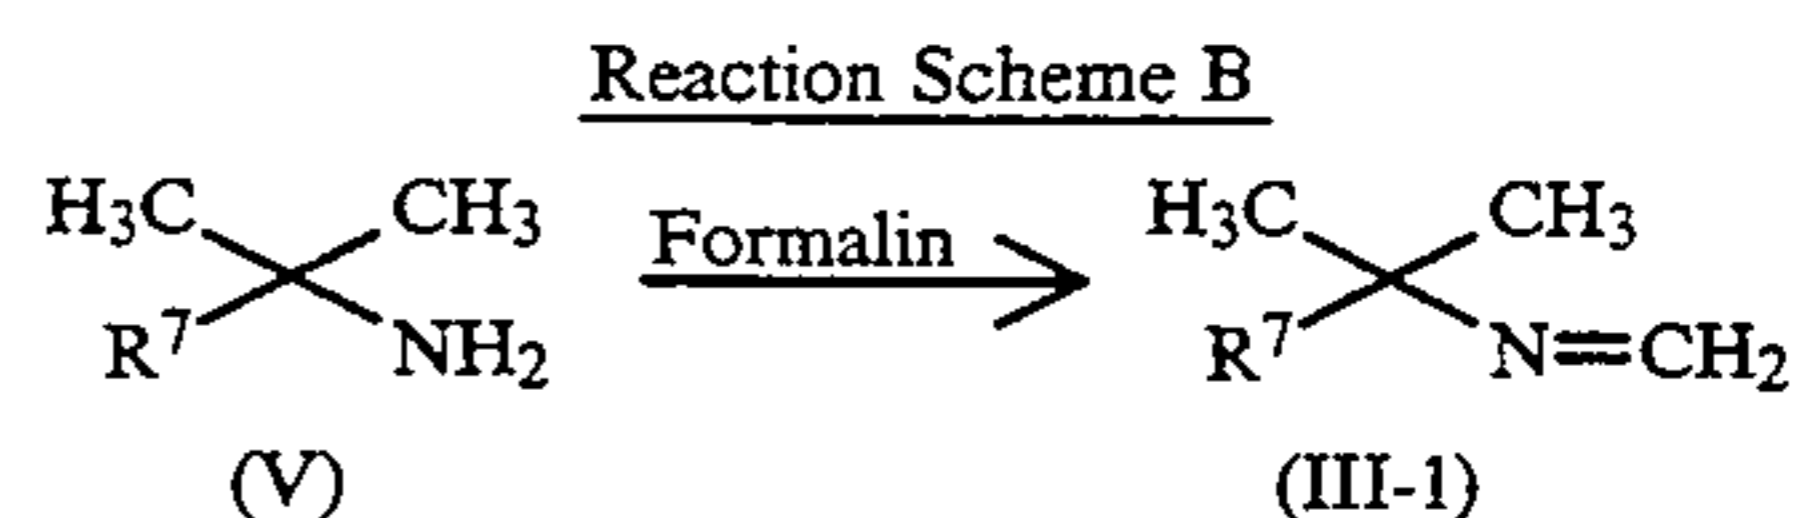 Reaction Scheme B
H3C CH3 Formalin H3C CH3
R7 NH2 R7 N=CH2
(V) (III-1)